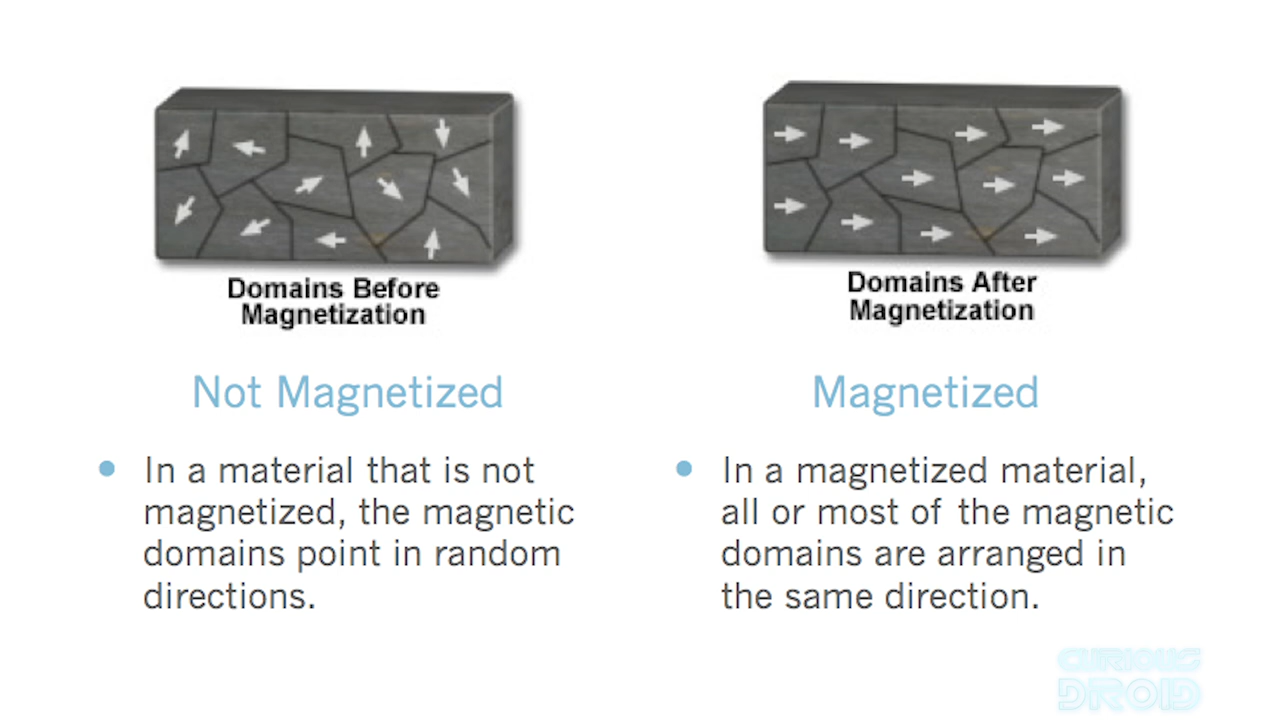 Domains Before
Magnetization
Domains After
Magnetization
Not Magnetized
Magnetized
In a material that is not
magnetized, the magnetic
domains point in random
directions.
In a magnetized material,
all or most of the magnetic
domains are arranged in
the same direction.
CURIOUS
DROID